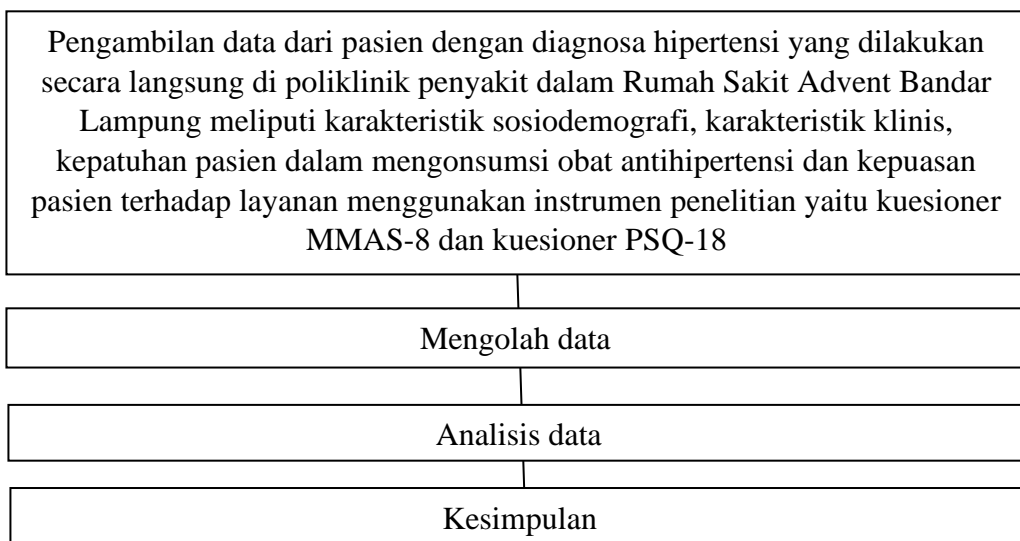 Pengambilan data dari pasien dengan diagnosa hipertensi yang dilakukan
secara langsung di poliklinik penyakit dalam Rumah Sakit Advent Bandar
Lampung meliputi karakteristik sosiodemografi, karakteristik klinis,
kepatuhan pasien dalam mengonsumsi obat antihipertensi dan kepuasan
pasien terhadap layanan menggunakan instrumen penelitian yaitu kuesioner
MMAS-8 dan kuesioner PSQ-18
Mengolah data
Analisis data
Kesimpulan